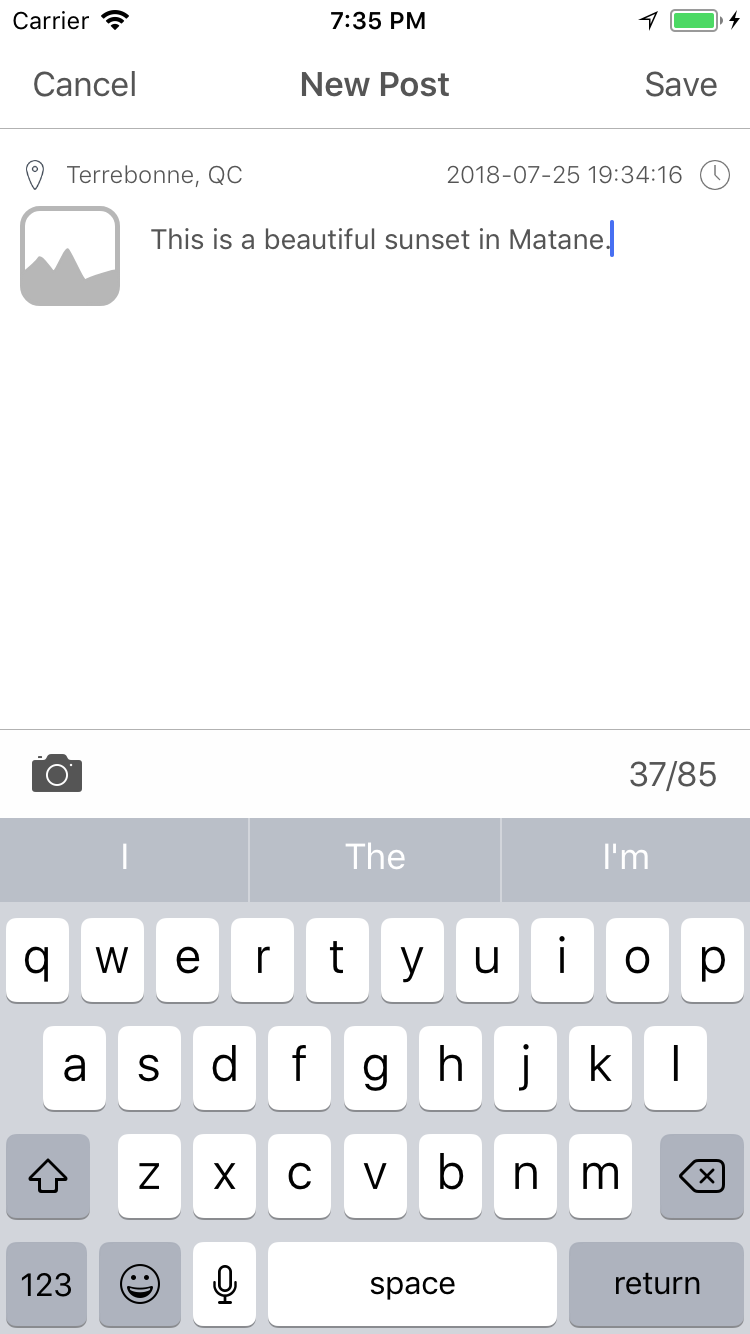 Carrier 7:35 PM
Cancel New Post Save
Terrebonne, QC 2018-07-25 19:34:16
This is a beautiful sunset in Matane.
37/85
I The I'm
q w e r t y u i o p
a s d f g h j k l
z x c v b n m
123 space return